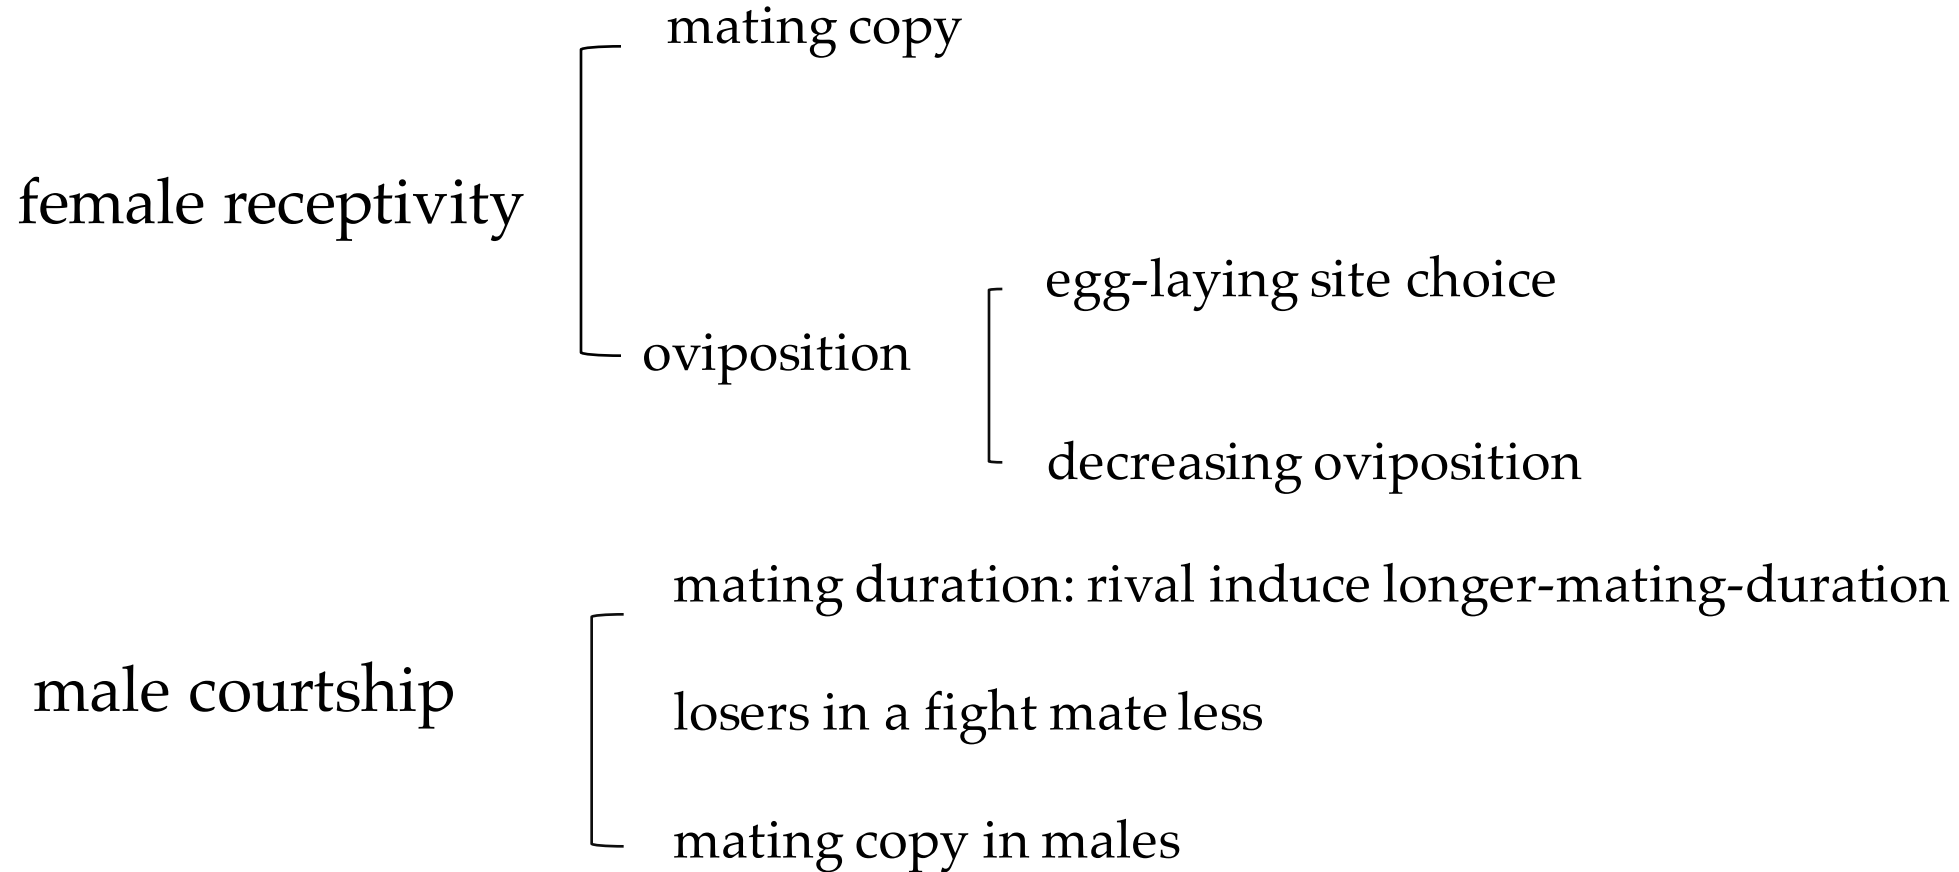 mating copy
female receptivity
egg-laying site choice
oviposition
decreasing oviposition
mating duration: rival induce longer-mating-duration
male courtship
losers in a fight mate less
mating copy in males